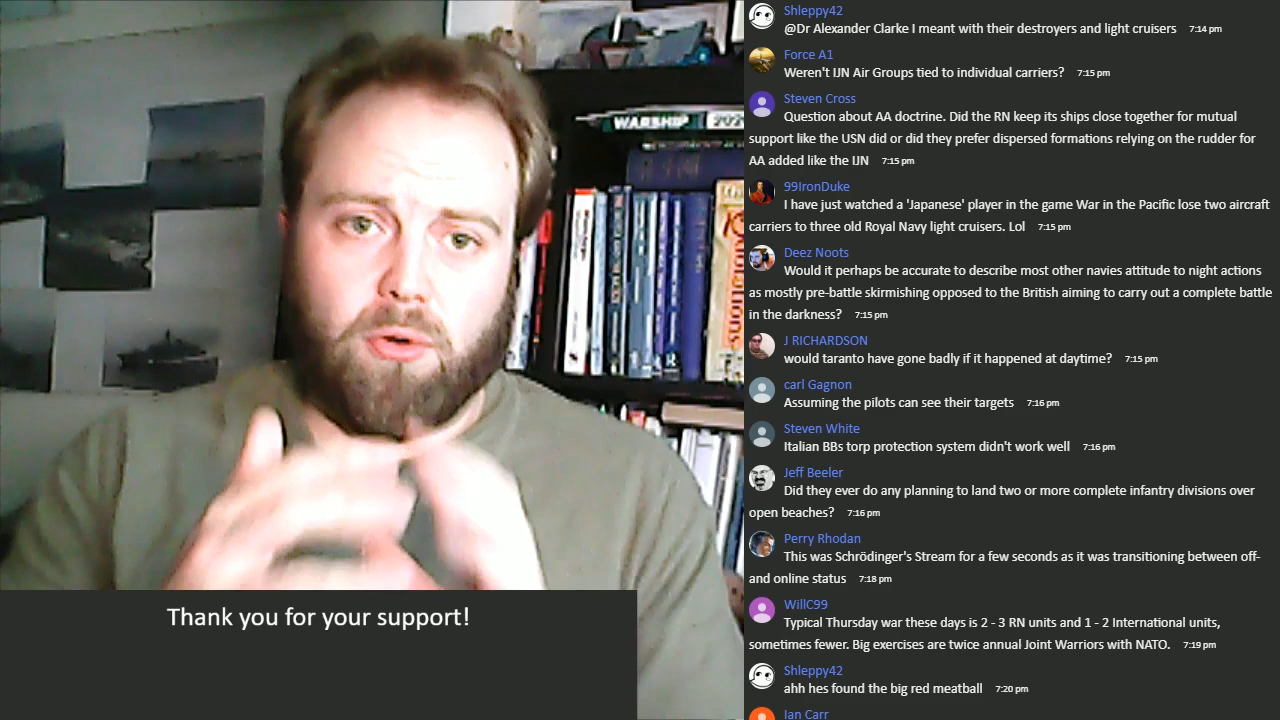 Shleppy42
@Dr Alexander Clarke I meant with their destroyers and light cruisers 7:14 pm
Force A1
Weren't IJN Air Groups tied to individual carriers? 7:15 pm
Steven Cross
Question about AA doctrine. Did the RN keep its ships close together for mutual
support like the USN did or did they prefer dispersed formations relying on the rudder for
AA added like the IJN 7:15 pm
99IronDuke
I have just watched a 'Japanese' player in the game War in the Pacific lose two aircraft
carriers to three old Royal Navy light cruisers. Lol 7:15 pm
Deez Noots
Would it perhaps be accurate to describe most other navies attitude to night actions
as mostly pre-battle skirmishing opposed to the British aiming to carry out a complete battle
in the darkness? 7:15 pm
J RICHARDSON
would taranto have gone badly if it happened at daytime? 7:15 pm
carl Gagnon
Assuming the pilots can see their targets 7:16 pm
Steven White
Italian BBs torp protection system didn't work well 7:16 pm
Jeff Beeler
Did they ever do any planning to land two or more complete infantry divisions over
open beaches? 7:16 pm
Perry Rhodan
This was Schrödinger's Stream for a few seconds as it was transitioning between off-
and online status 7:18 pm
WillC99
Typical Thursday war these days is 2 - 3 RN units and 1 - 2 International units,
sometimes fewer. Big exercises are twice annual Joint Warriors with NATO. 7:19 pm
Shleppy42
ahh hes found the big red meatball 7:20 pm
Ian Carr
WARSHIP
Thank you for your support!